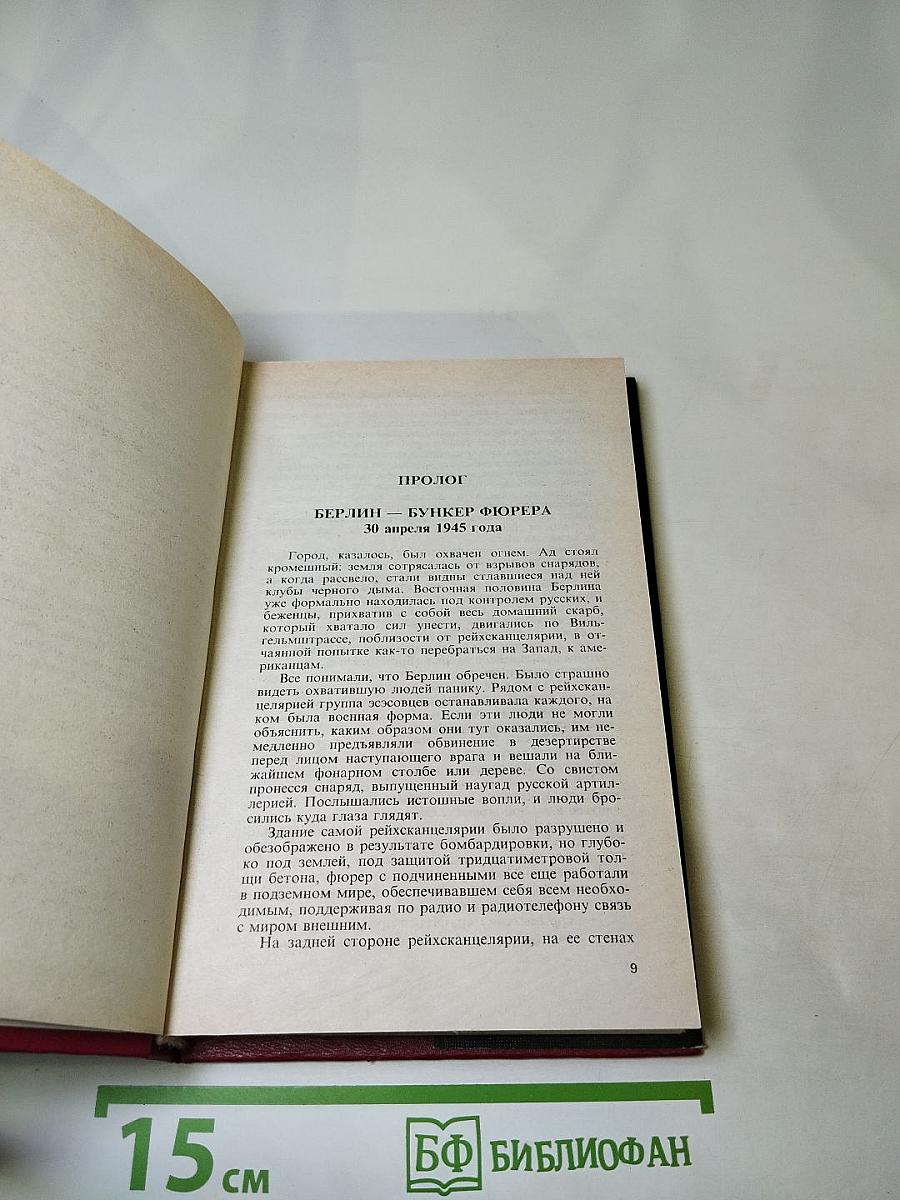 ПРОЛОГ
БЕРЛИН — БУНКЕР ФЮРЕРА
30 апреля 1945 года
Город, казалось, был охвачен огнем. Ад стоял
кромешный: земля сотрясалась от взрывов снарядов,
а когда рассвело, стали видны стлавшиеся над ней
клубы черного дыма. Восточная половина Берлина
уже формально находилась под контролем русских, и
беженцы, прихватив с собой весь домашний скарб,
который хватало сил унести, двигались по Виль-
гельмштрассе, поблизости от рейхсканцелярии, в от-
чаянной попытке как-то перебраться на Запад, к аме-
риканцам.
Все понимали, что Берлин обречен. Было страшно
видеть охватившую людей панику. Рядом с рейхскан-
целярией группа эсэсовцев останавливала каждого, на
ком была военная форма. Если эти люди не могли
объяснить, каким образом они тут оказались, им не-
медленно предъявляли обвинение в дезертирстве
перед лицом наступающего врага и вешали на бли-
жайшем фонарном столбе или дереве. Со свистом
пронесся снаряд, выпущенный наугад русской артил-
лерией. Послышались истошные вопли, и люди бро-
сились куда глаза глядят.
Здание самой рейхсканцелярии было разрушено и
обезображено в результате бомбардировки, но глубо-
ко под землей, под защитой тридцатиметровой тол-
щи бетона, фюрер с подчиненными все еще работали
в подземном мире, обеспечивавшем себя всем необхо-
димым, поддерживая по радио и радиотелефону связь
с миром внешним.
На задней стороне рейхсканцелярии, на ее стенах
9
15 см
БФ БИБЛИОФАН